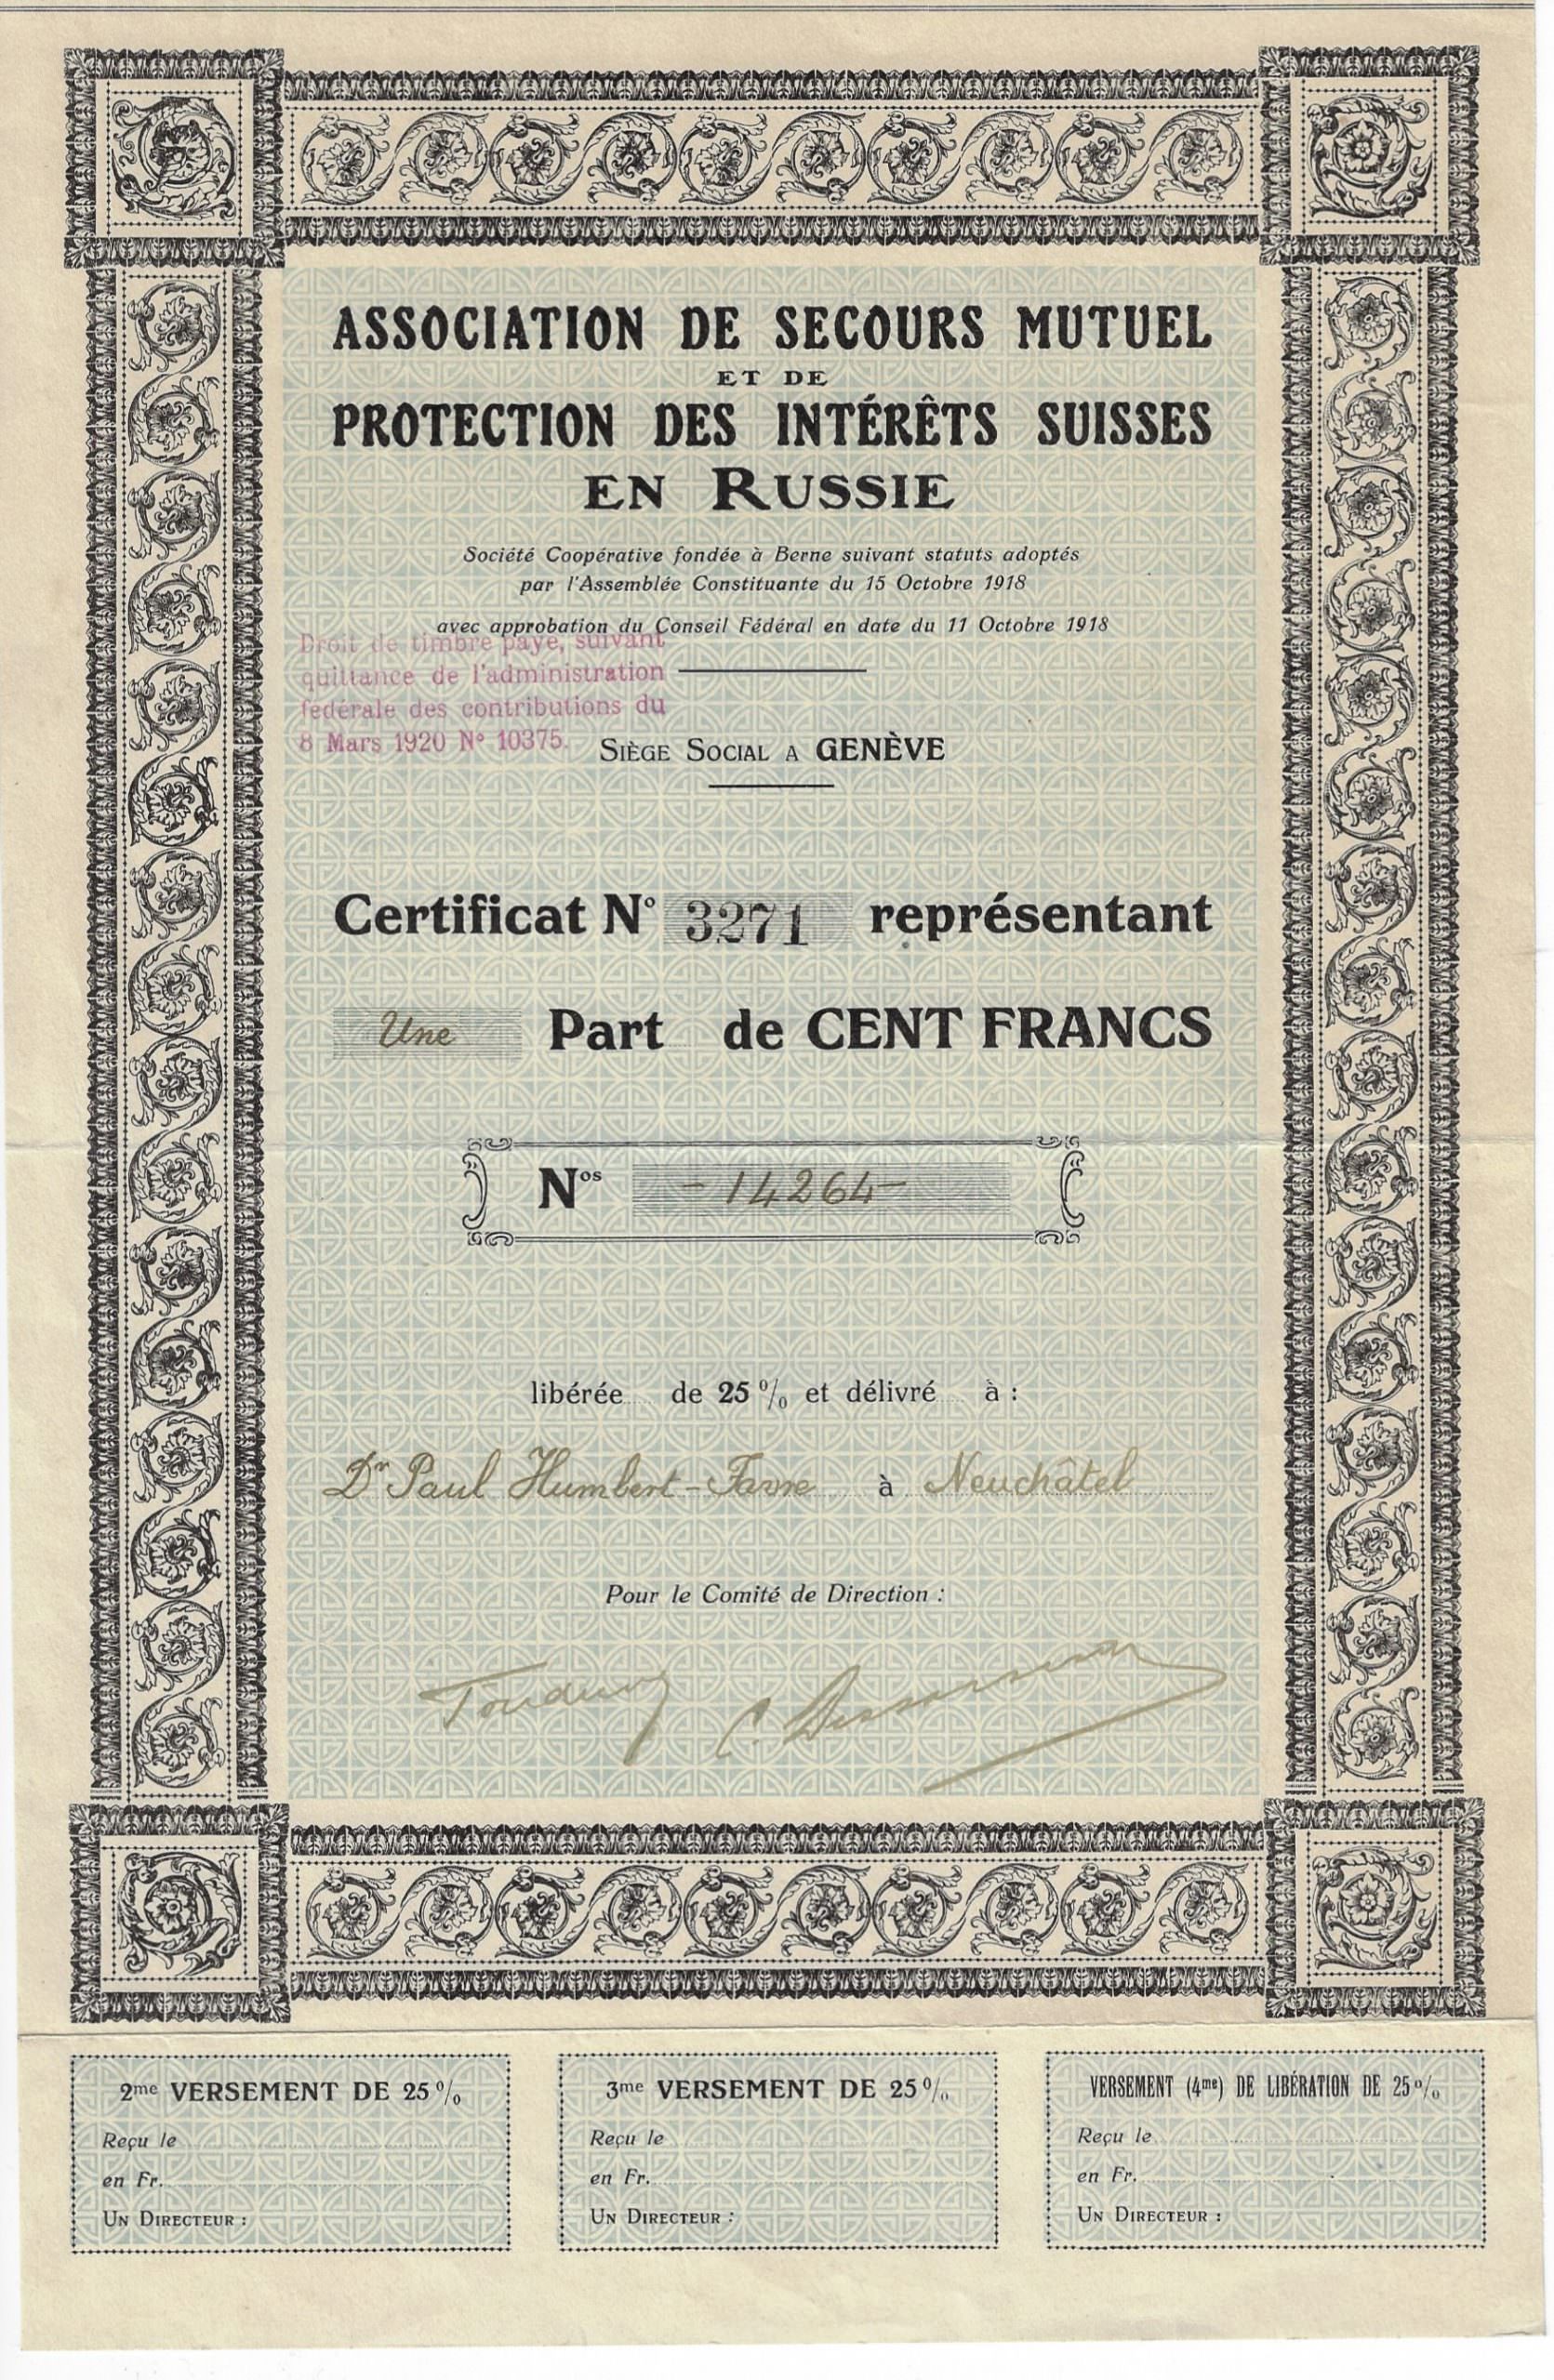 ASSOCIATION DE SECOURS MUTUEL
ET DE
PROTECTION DES INTÉRÊTS SUISSES
EN RUSSIE
Société Coopérative fondée à Berne suivant statuts adoptés
par l'Assemblée Constituante du 15 Octobre 1918
avec approbation du Conseil Fédéral en date du 11 Octobre 1918
Droit de timbre payé, suivant
quittance de l'administration
fédérale des contributions du
8 Mars 1920 Nº 10375.
SIÈGE SOCIAL A GENÈVE
Certificat Nº 3271 représentant
Une Part de CENT FRANCS
Nos -14264-
libérée de 25 % et délivré à :
Dr Paul Humbert-Favre à Neuchâtel
Pour le Comité de Direction :
2me VERSEMENT DE 25 %
Reçu le
en Fr.
UN DIRECTEUR :
3me VERSEMENT DE 25 %
Reçu le
en Fr.
UN DIRECTEUR :
VERSEMENT (4me) DE LIBÉRATION DE 25 %
Reçu le
en Fr.
UN DIRECTEUR :